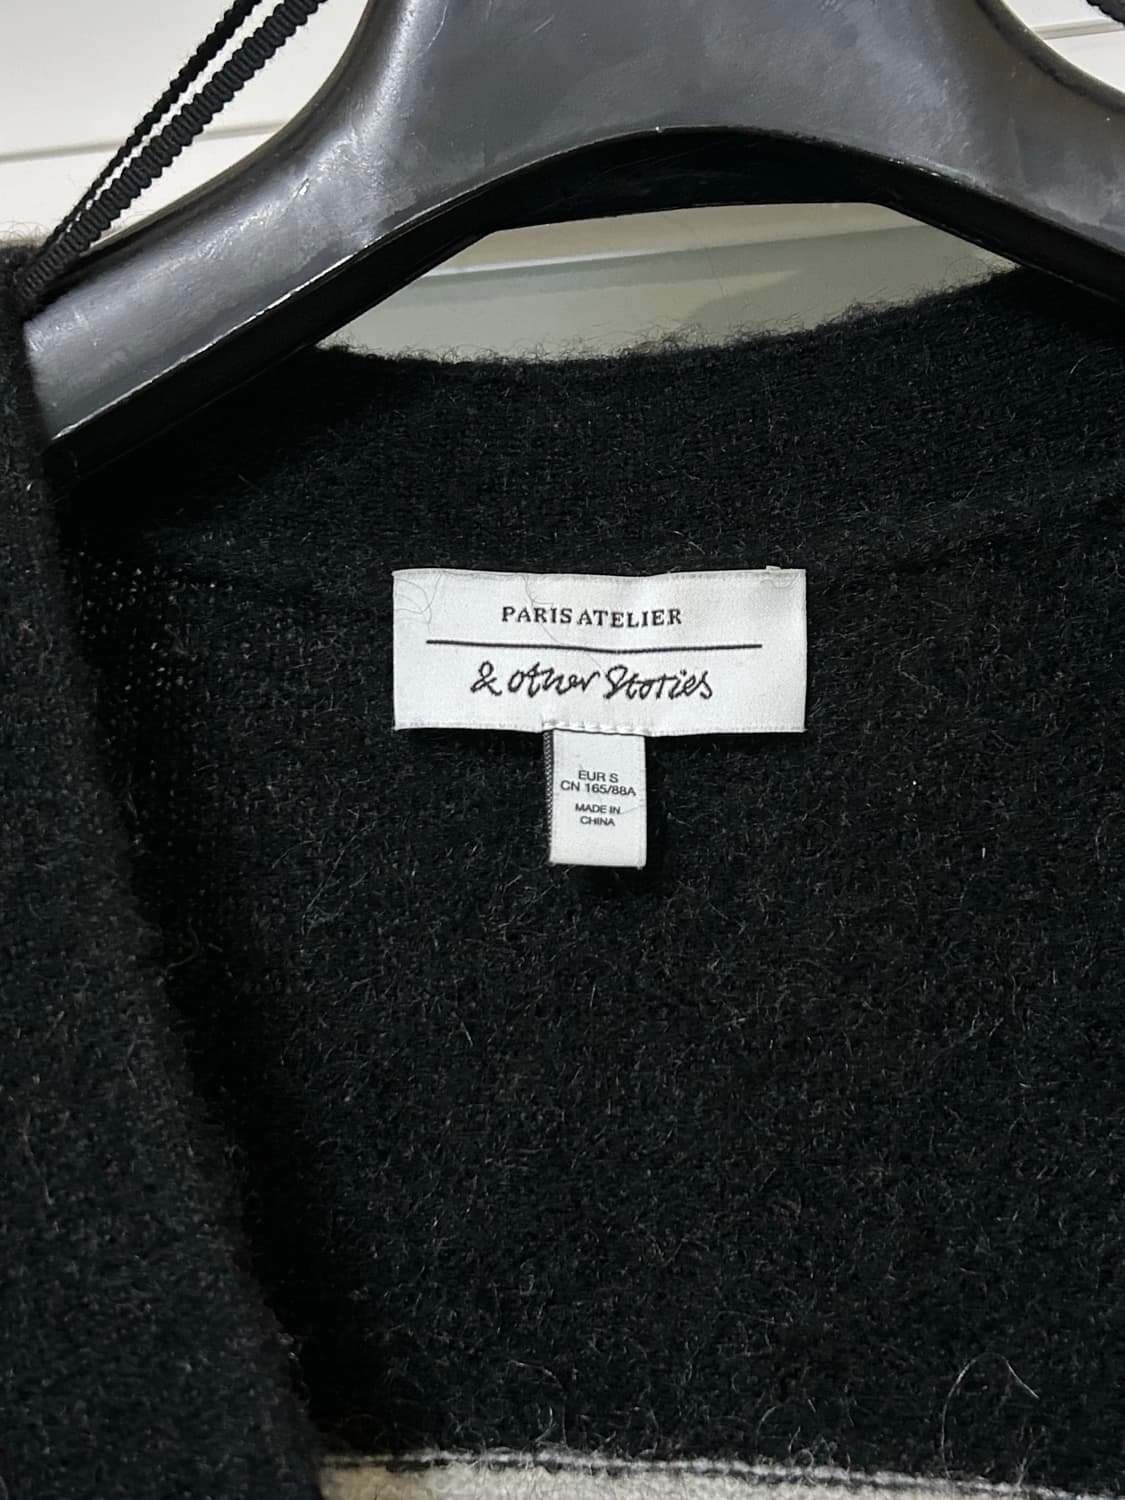 PARIS ATELIER
& other Stories
EUR S
CN 165/88A
MADE IN
CHINA